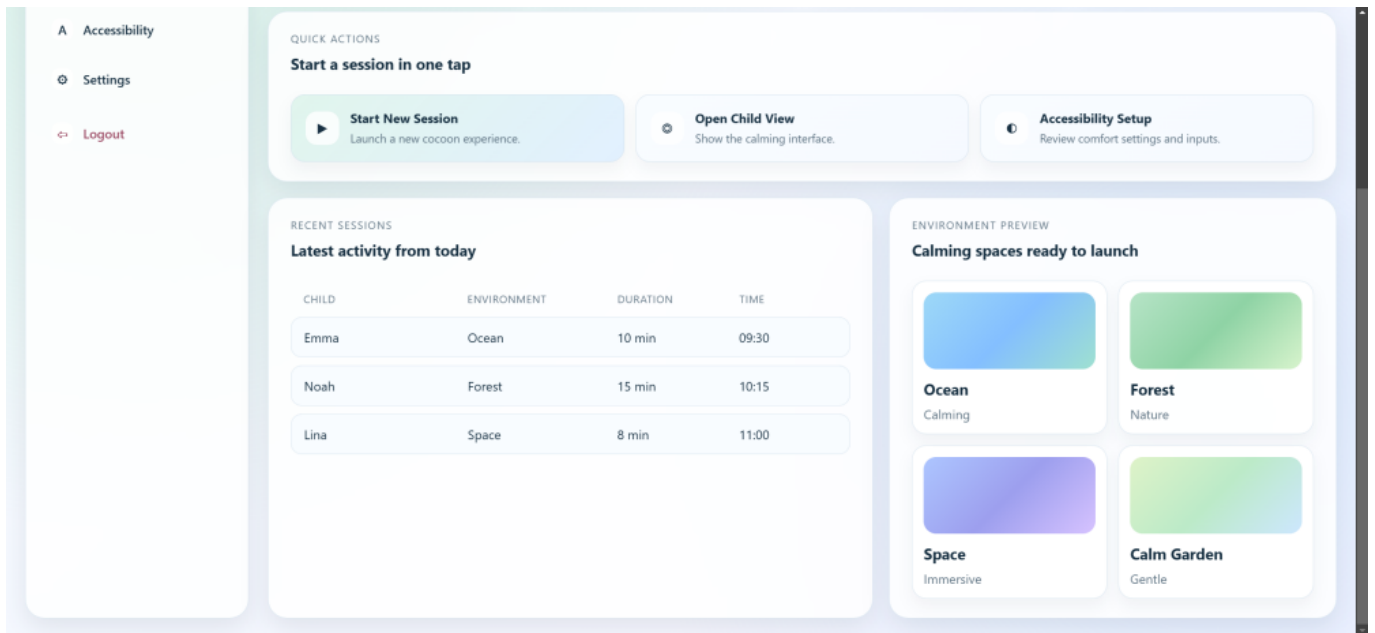 A Accessibility
Settings
Logout
QUICK ACTIONS
Start a session in one tap
Start New Session
Launch a new cocoon experience.
Open Child View
Show the calming interface.
Accessibility Setup
Review comfort settings and inputs.
RECENT SESSIONS
Latest activity from today
CHILD ENVIRONMENT DURATION TIME
Emma Ocean 10 min 09:30
Noah Forest 15 min 10:15
Lina Space 8 min 11:00
ENVIRONMENT PREVIEW
Calming spaces ready to launch
Ocean
Calming
Forest
Nature
Space
Immersive
Calm Garden
Gentle